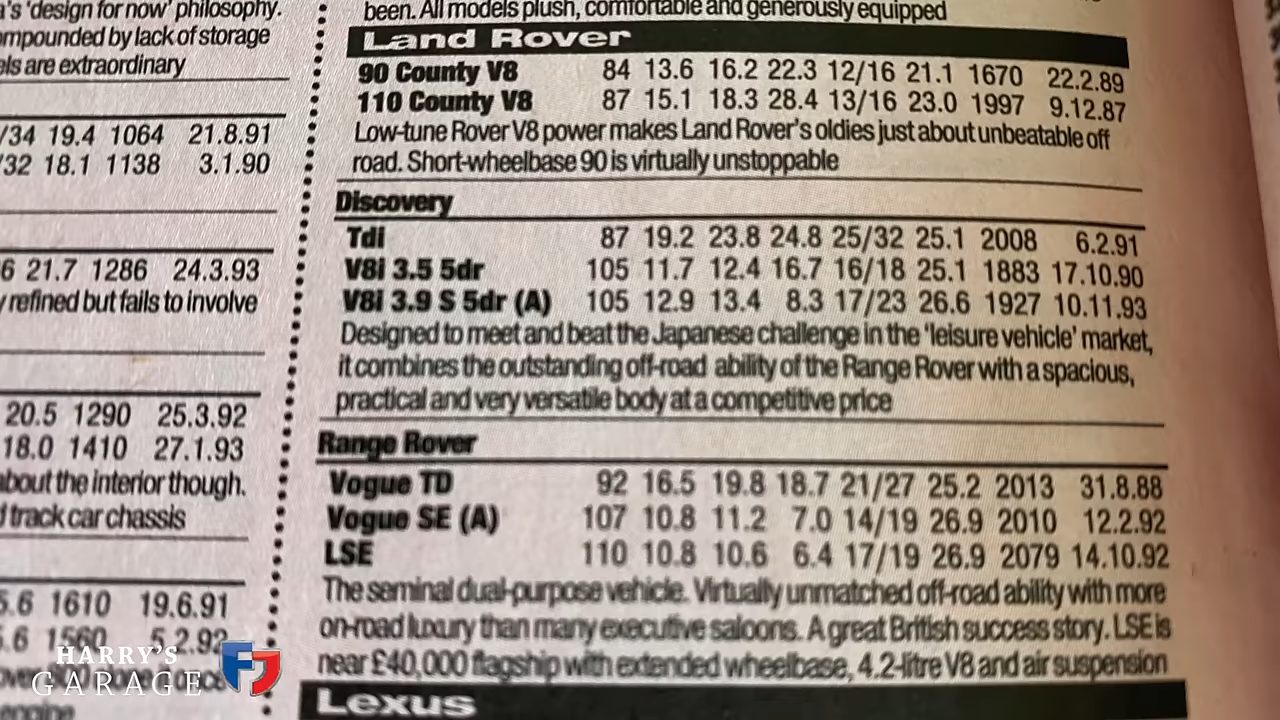 a's 'design for now' philosophy.
ompounded by lack of storage
els are extraordinary
/34 19.4 1064 21.8.91
/32 18.1 1138 3.1.90
6 21.7 1286 24.3.93
y refined but fails to involve
20.5 1290 25.3.92
18.0 1410 27.1.93
about the interior though.
d track car chassis
5.6 1610 19.6.91
.6 1560 5.2.92
engine
been. All models plush, comfortable and generously equipped
Land Rover
90 County V8 84 13.6 16.2 22.3 12/16 21.1 1670 22.2.89
110 County V8 87 15.1 18.3 28.4 13/16 23.0 1997 9.12.87
Low-tune Rover V8 power makes Land Rover's oldies just about unbeatable off
road. Short-wheelbase 90 is virtually unstoppable
Discovery
Tdi 87 19.2 23.8 24.8 25/32 25.1 2008 6.2.91
V8i 3.5 5dr 105 11.7 12.4 16.7 16/18 25.1 1883 17.10.90
V8i 3.9 S 5dr (A) 105 12.9 13.4 8.3 17/23 26.6 1927 10.11.93
Designed to meet and beat the Japanese challenge in the 'leisure vehicle' market,
it combines the outstanding off-road ability of the Range Rover with a spacious,
practical and very versatile body at a competitive price
Range Rover
Vogue TD 92 16.5 19.8 18.7 21/27 25.2 2013 31.8.88
Vogue SE (A) 107 10.8 11.2 7.0 14/19 26.9 2010 12.2.92
LSE 110 10.8 10.6 6.4 17/19 26.9 2079 14.10.92
The seminal dual-purpose vehicle. Virtually unmatched off-road ability with more
on-road luxury than many executive saloons. A great British success story. LSE is
near £40,000 flagship with extended wheelbase, 4.2-litre V8 and air suspension
Lexus
HARRY'S
GARAGE